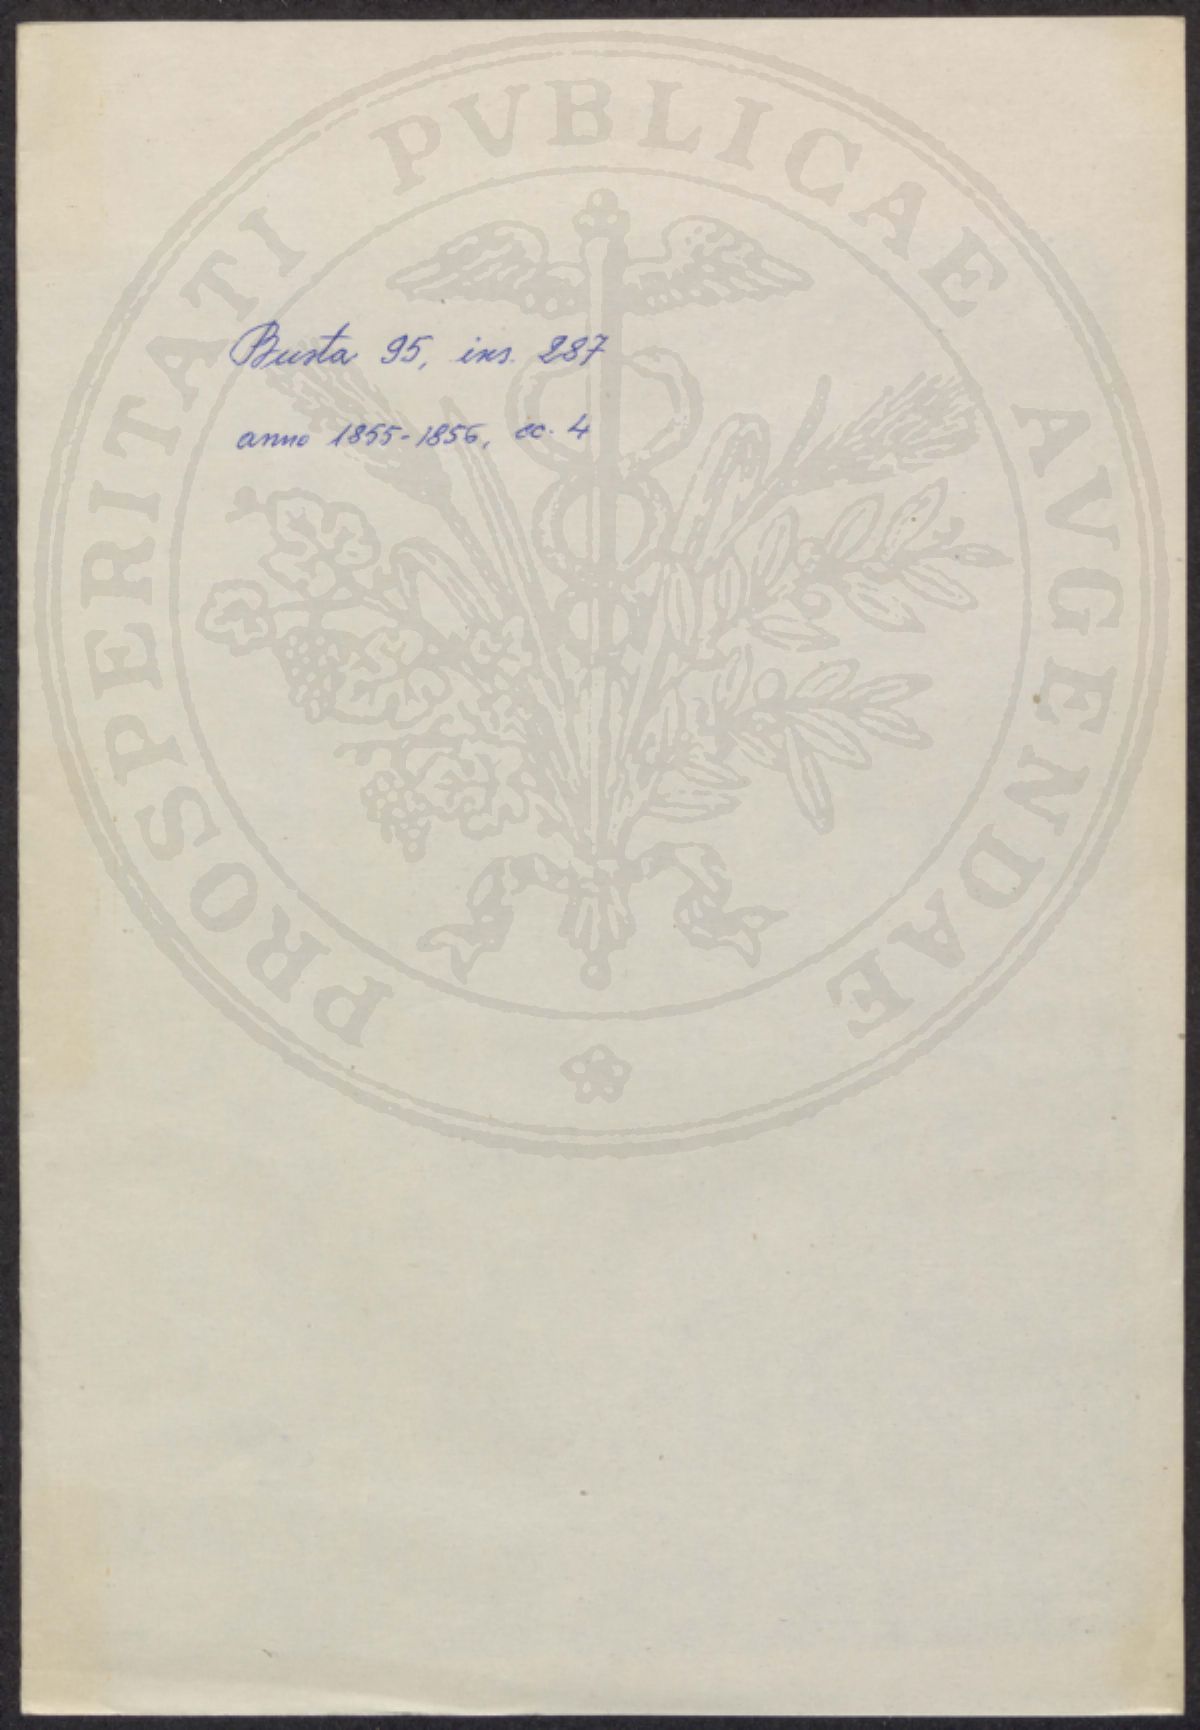 PROSPERITATI PVBLICAE AVGENDAE
Busta 95, ins. 287
anno 1855-1856, cc. 4